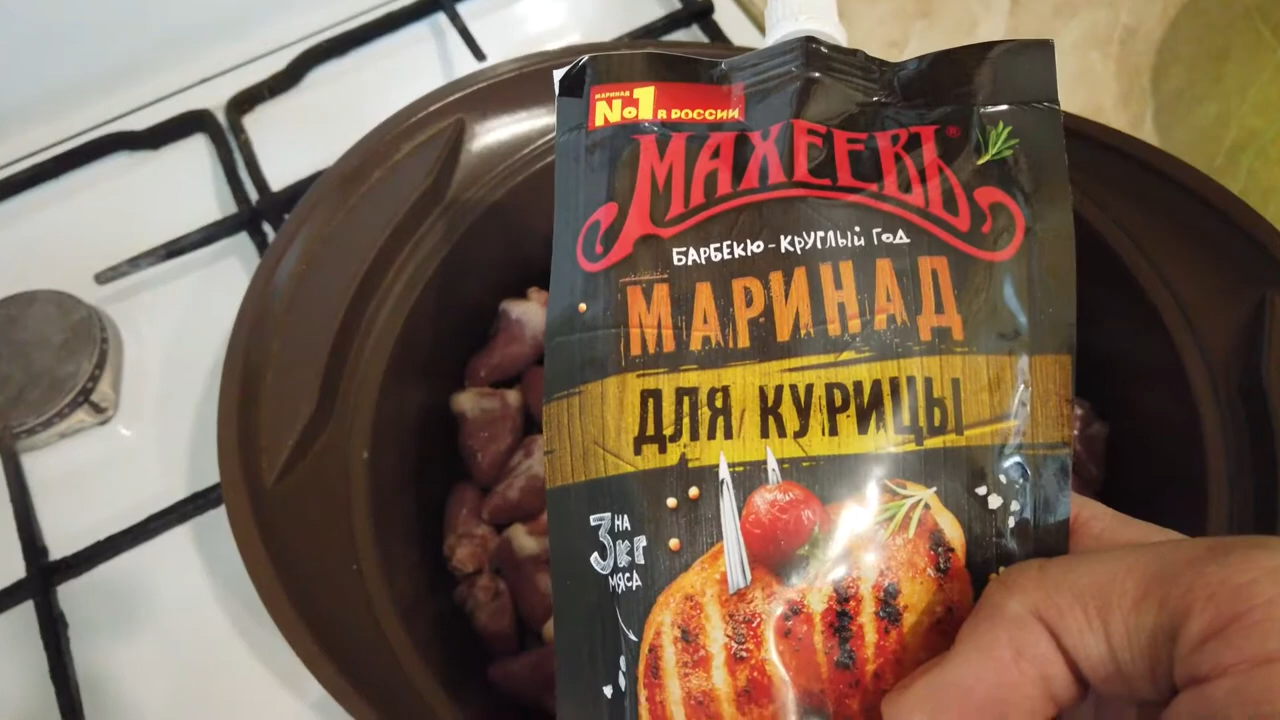 МАРИНАД
№1 В РОССИИ
МАХЕЕВЪ®
БАРБЕКЮ-КРУГЛЫЙ ГОД
МАРИНАД
ДЛЯ КУРИЦЫ
НА
3 кг
МЯСА